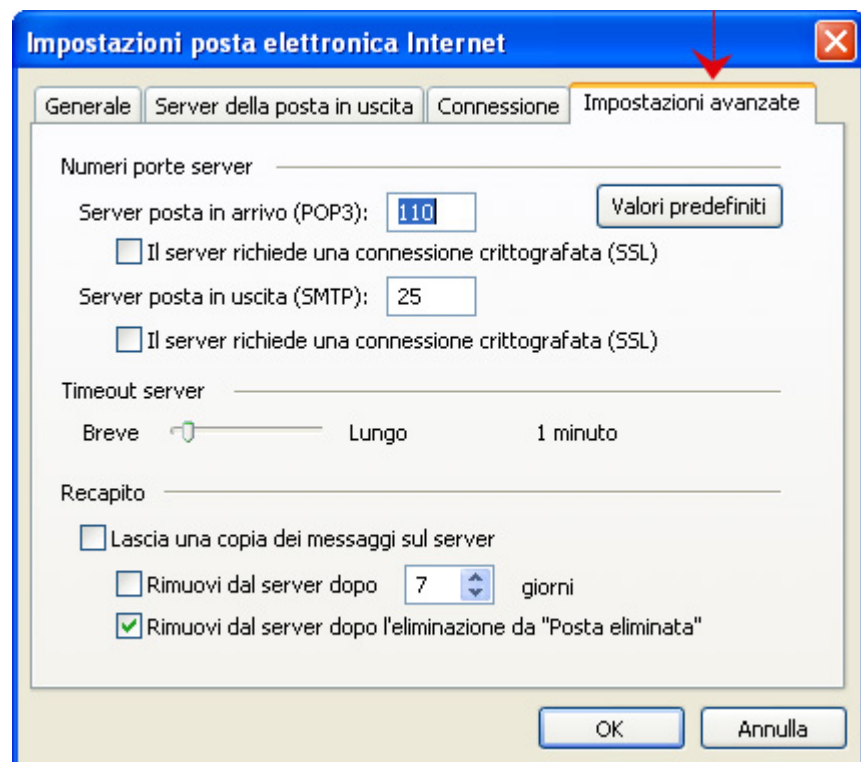 Impostazioni posta elettronica Internet
Generale Server della posta in uscita Connessione Impostazioni avanzate
Numeri porte server
Server posta in arrivo (POP3): 110 Valori predefiniti
Il server richiede una connessione crittografata (SSL)
Server posta in uscita (SMTP): 25
Il server richiede una connessione crittografata (SSL)
Timeout server
Breve Lungo 1 minuto
Recapito
Lascia una copia dei messaggi sul server
Rimuovi dal server dopo 7 giorni
Rimuovi dal server dopo l'eliminazione da "Posta eliminata"
OK Annulla